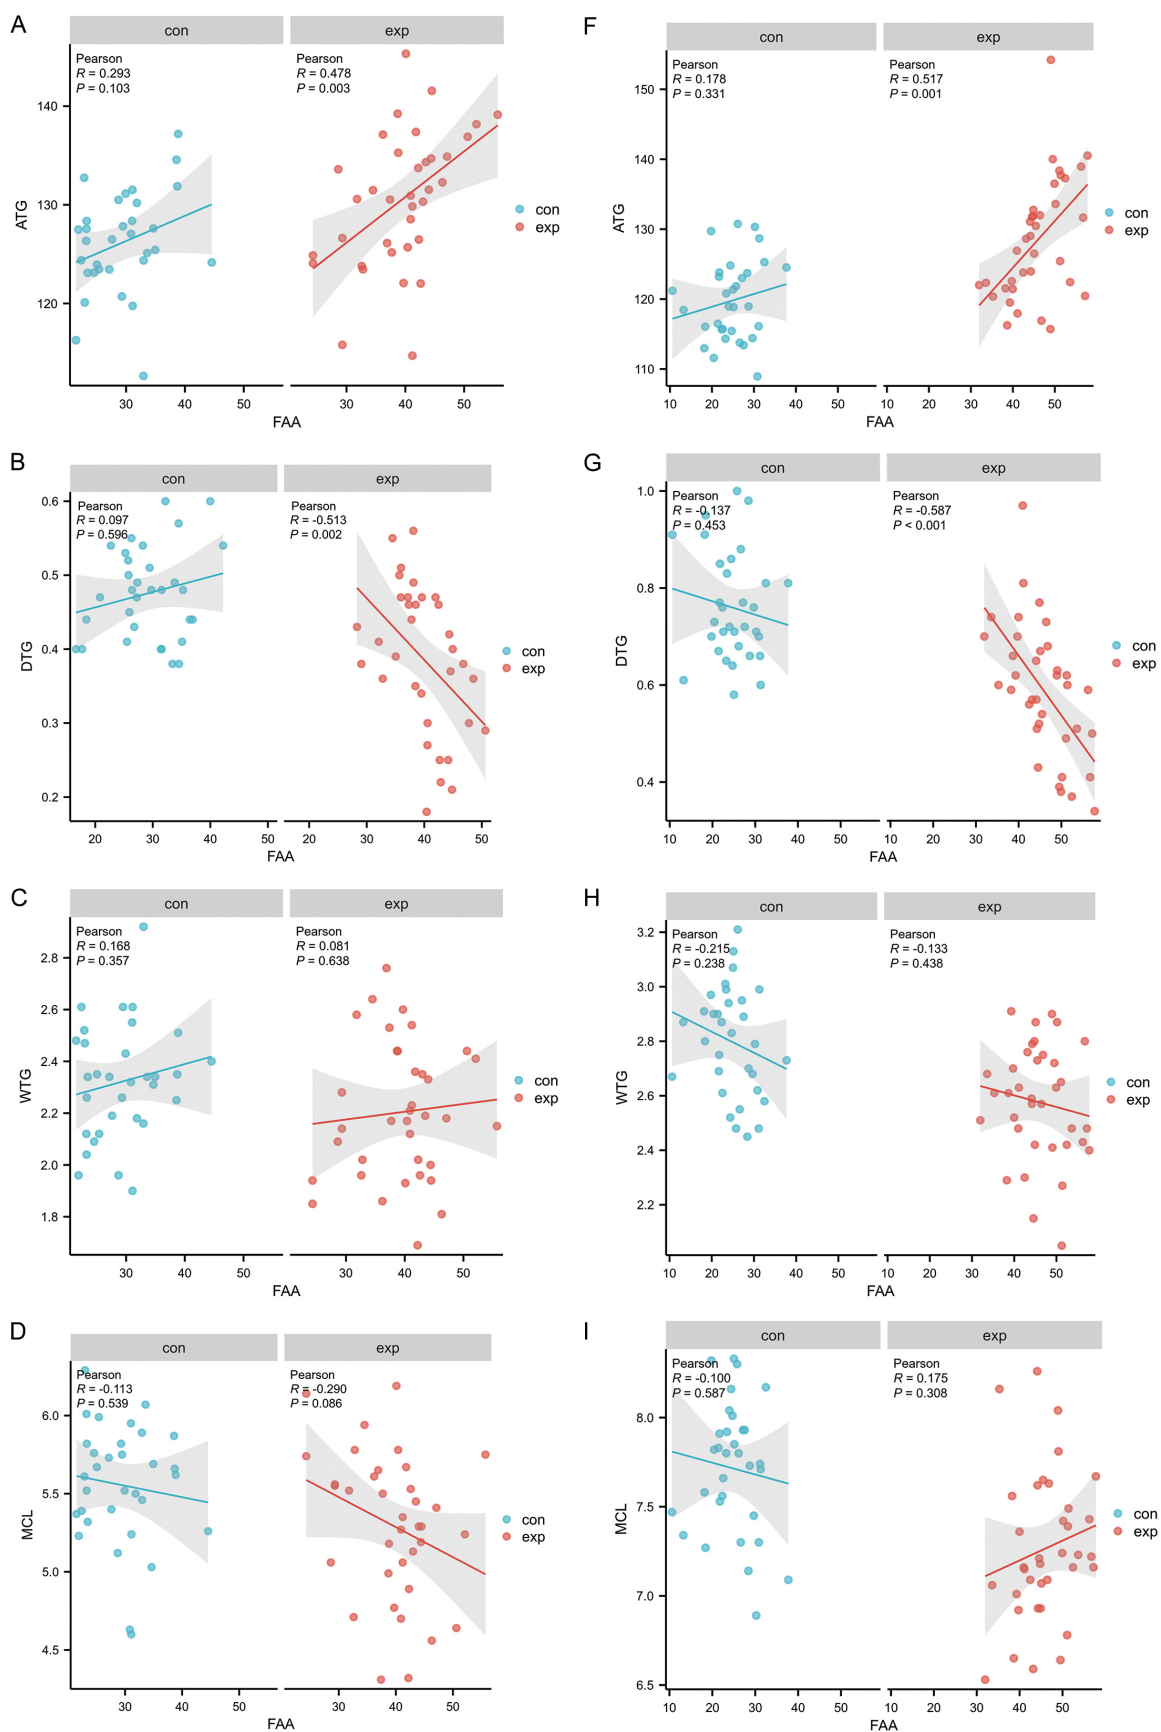 A
con
exp
Pearson
R = 0.293
P = 0.103
Pearson
R = 0.478
P = 0.003
140
130
120
ATG
30
40
50
30
40
50
FAA
con
exp
F
con
exp
Pearson
R = 0.178
P = 0.331
Pearson
R = 0.517
P = 0.001
150
140
130
120
110
ATG
10
20
30
40
50
10
20
30
40
50
FAA
con
exp
B
con
exp
Pearson
R = 0.097
P = 0.596
Pearson
R = -0.513
P = 0.002
0.6
0.5
0.4
0.3
0.2
DTG
20
30
40
50
20
30
40
50
FAA
con
exp
G
con
exp
Pearson
R = -0.137
P = 0.453
Pearson
R = -0.587
P < 0.001
1.0
0.8
0.6
0.4
DTG
10
20
30
40
50
10
20
30
40
50
FAA
con
exp
C
con
exp
Pearson
R = 0.168
P = 0.357
Pearson
R = 0.081
P = 0.638
2.8
2.6
2.4
2.2
2.0
1.8
WTG
30
40
50
30
40
50
FAA
con
exp
H
con
exp
Pearson
R = -0.215
P = 0.238
Pearson
R = -0.133
P = 0.438
3.2
3.0
2.8
2.6
2.4
2.2
WTG
10
20
30
40
50
10
20
30
40
50
FAA
con
exp
D
con
exp
Pearson
R = -0.113
P = 0.539
Pearson
R = -0.290
P = 0.086
6.0
5.5
5.0
4.5
MCL
30
40
50
30
40
50
FAA
con
exp
I
con
exp
Pearson
R = -0.100
P = 0.587
Pearson
R = 0.175
P = 0.308
8.0
7.5
7.0
6.5
MCL
10
20
30
40
50
10
20
30
40
50
FAA
con
exp